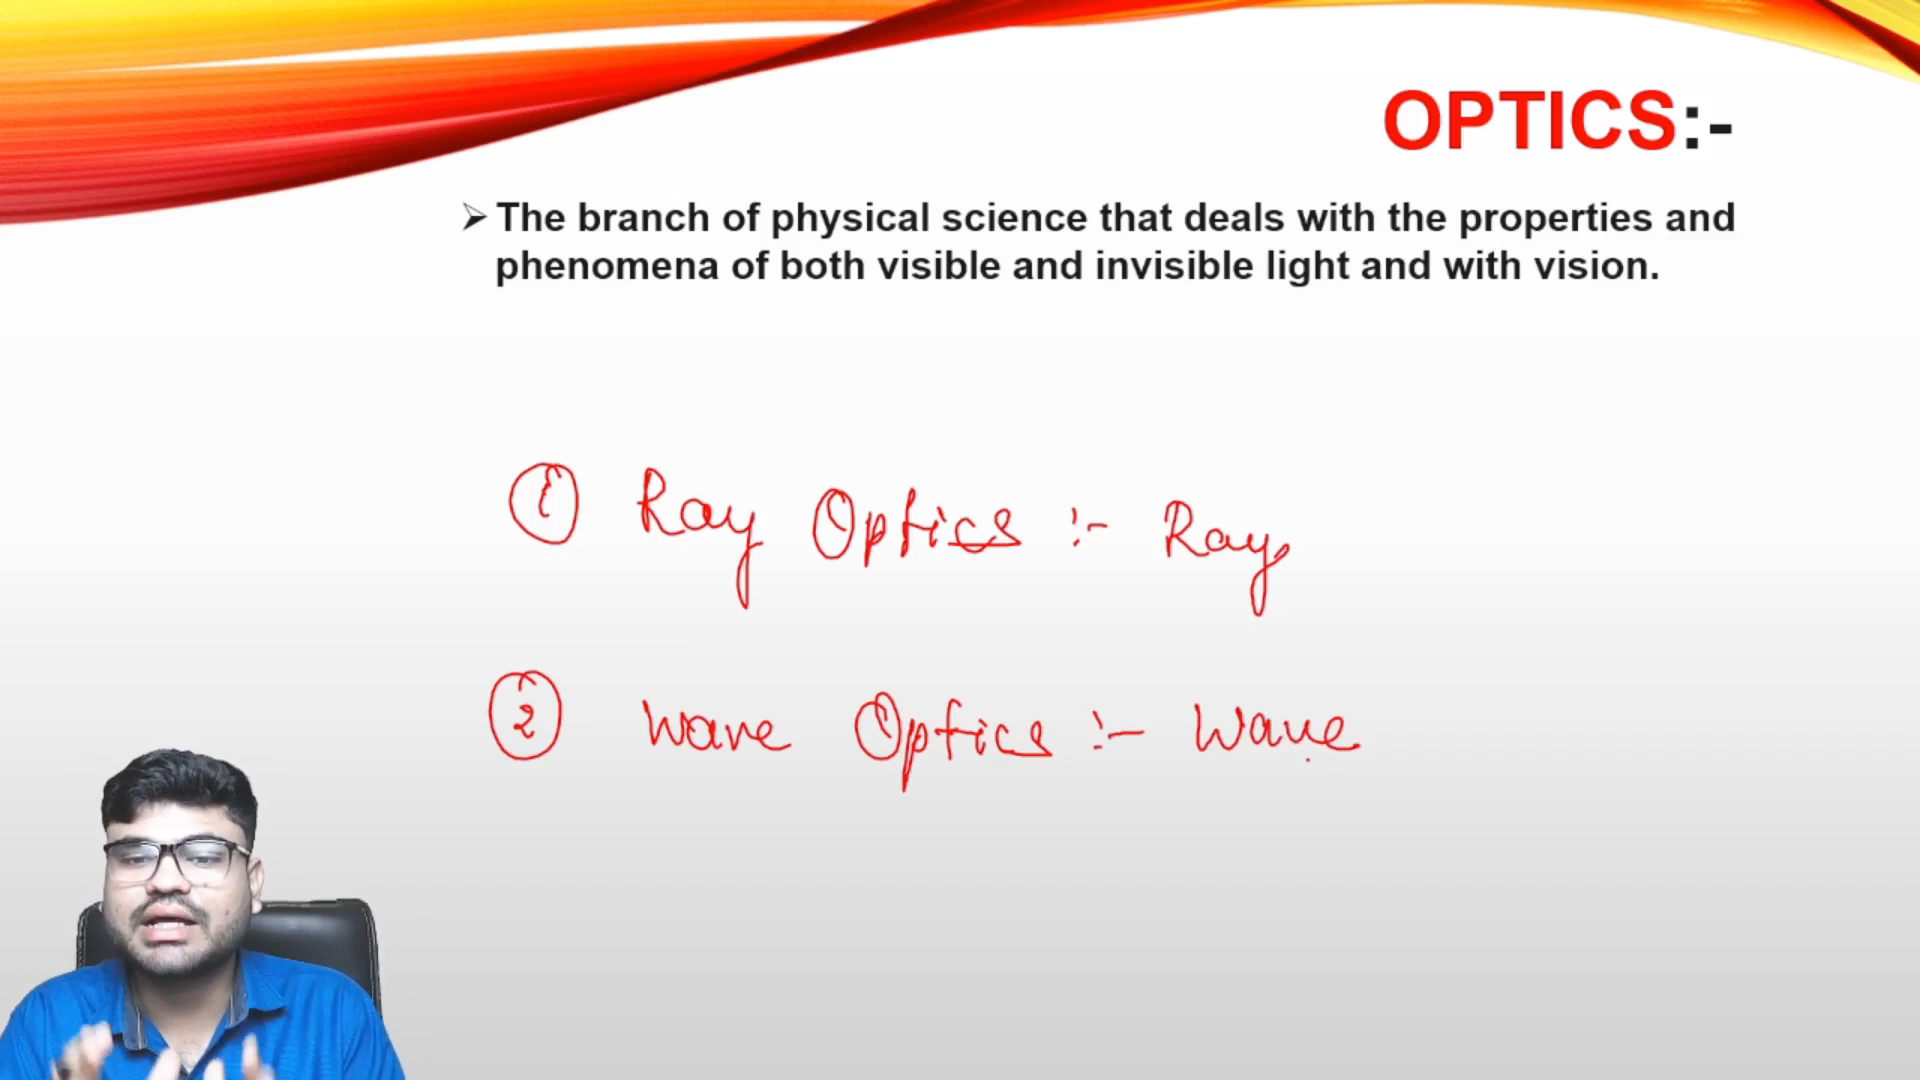 OPTICS:-
➢ The branch of physical science that deals with the properties and
phenomena of both visible and invisible light and with vision.
① Ray Optics :- Ray
② Wave Optics :- Wave